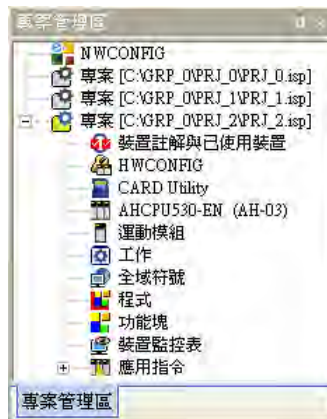 專案管理區
NWCONFIG
專案 [C:\GRP_0\PRJ_0\PRJ_0.isp]
專案 [C:\GRP_0\PRJ_1\PRJ_1.isp]
專案 [C:\GRP_0\PRJ_2\PRJ_2.isp]
裝置註解與已使用裝置
HWCONFIG
CARD Utility
AHCPU530-EN (AH-03)
運動模組
工作
全域符號
程式
功能塊
裝置監控表
應用指令
專案管理區